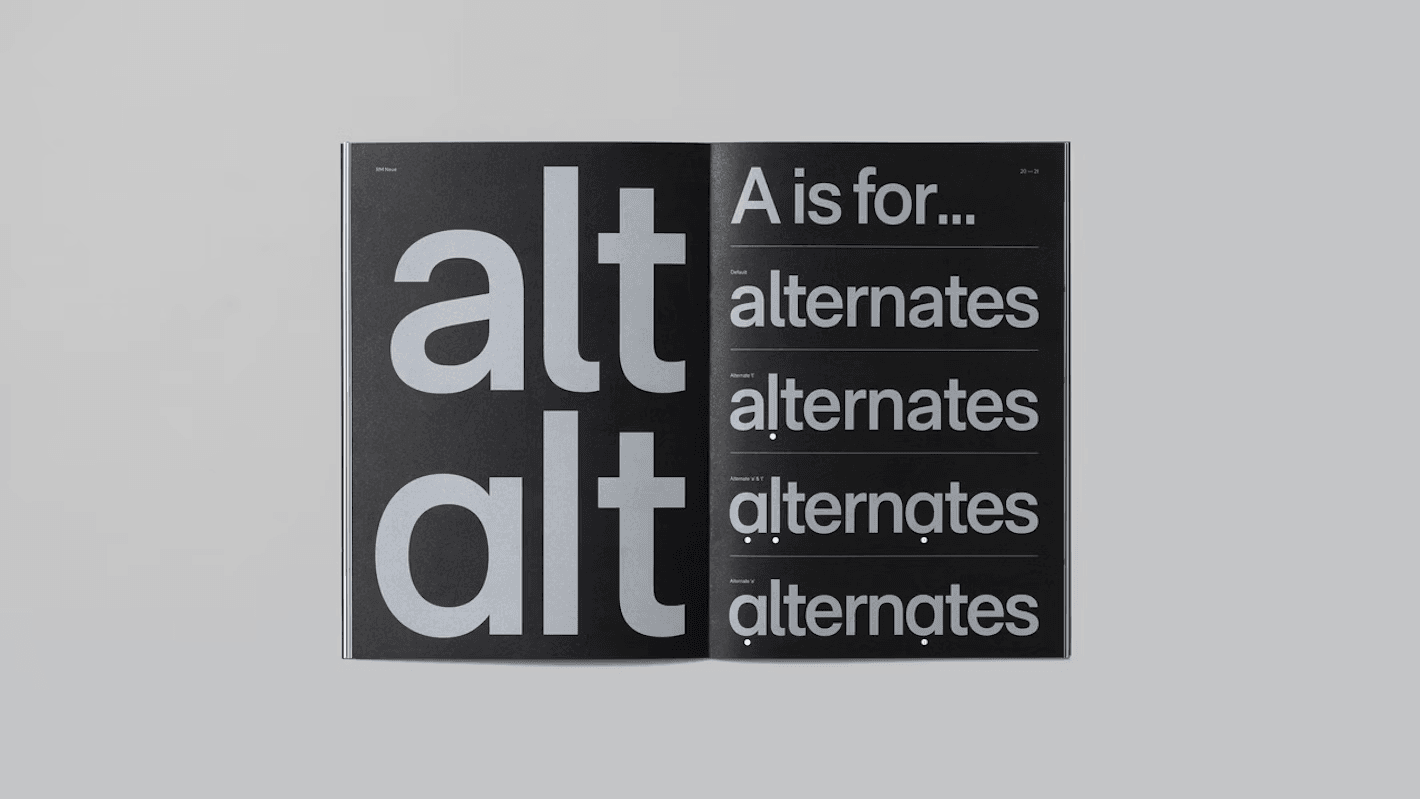 BM Neue
alt
alt
20 — 21
A is for...
Default
alternates
Alternate 'l'
alternates
Alternate 'a' & 'l'
alternates
Alternate 'a'
alternates